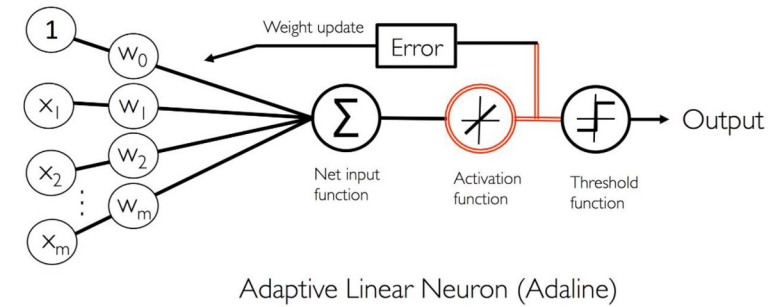 1
w₀
Weight update
Error
x₁
w₁
Σ
Output
x₂
w₂
Net input
function
Activation
function
Threshold
function
⋮
wₘ
xₘ
Adaptive Linear Neuron (Adaline)